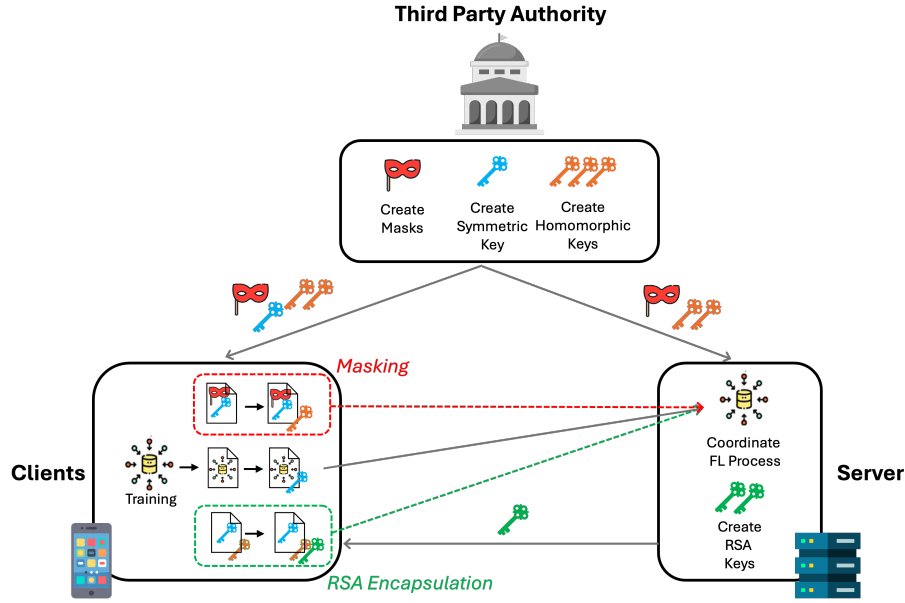 Third Party Authority
Create
Masks
Create
Symmetric
Key
Create
Homomorphic
Keys
Masking
Clients
Training
Coordinate
FL Process
Server
Create
RSA
Keys
RSA Encapsulation